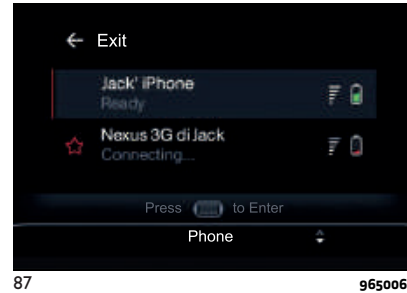 Exit
Jack' iPhone
Ready
Nexus 3G di Jack
Connecting...
Press to Enter
Phone
87
965006